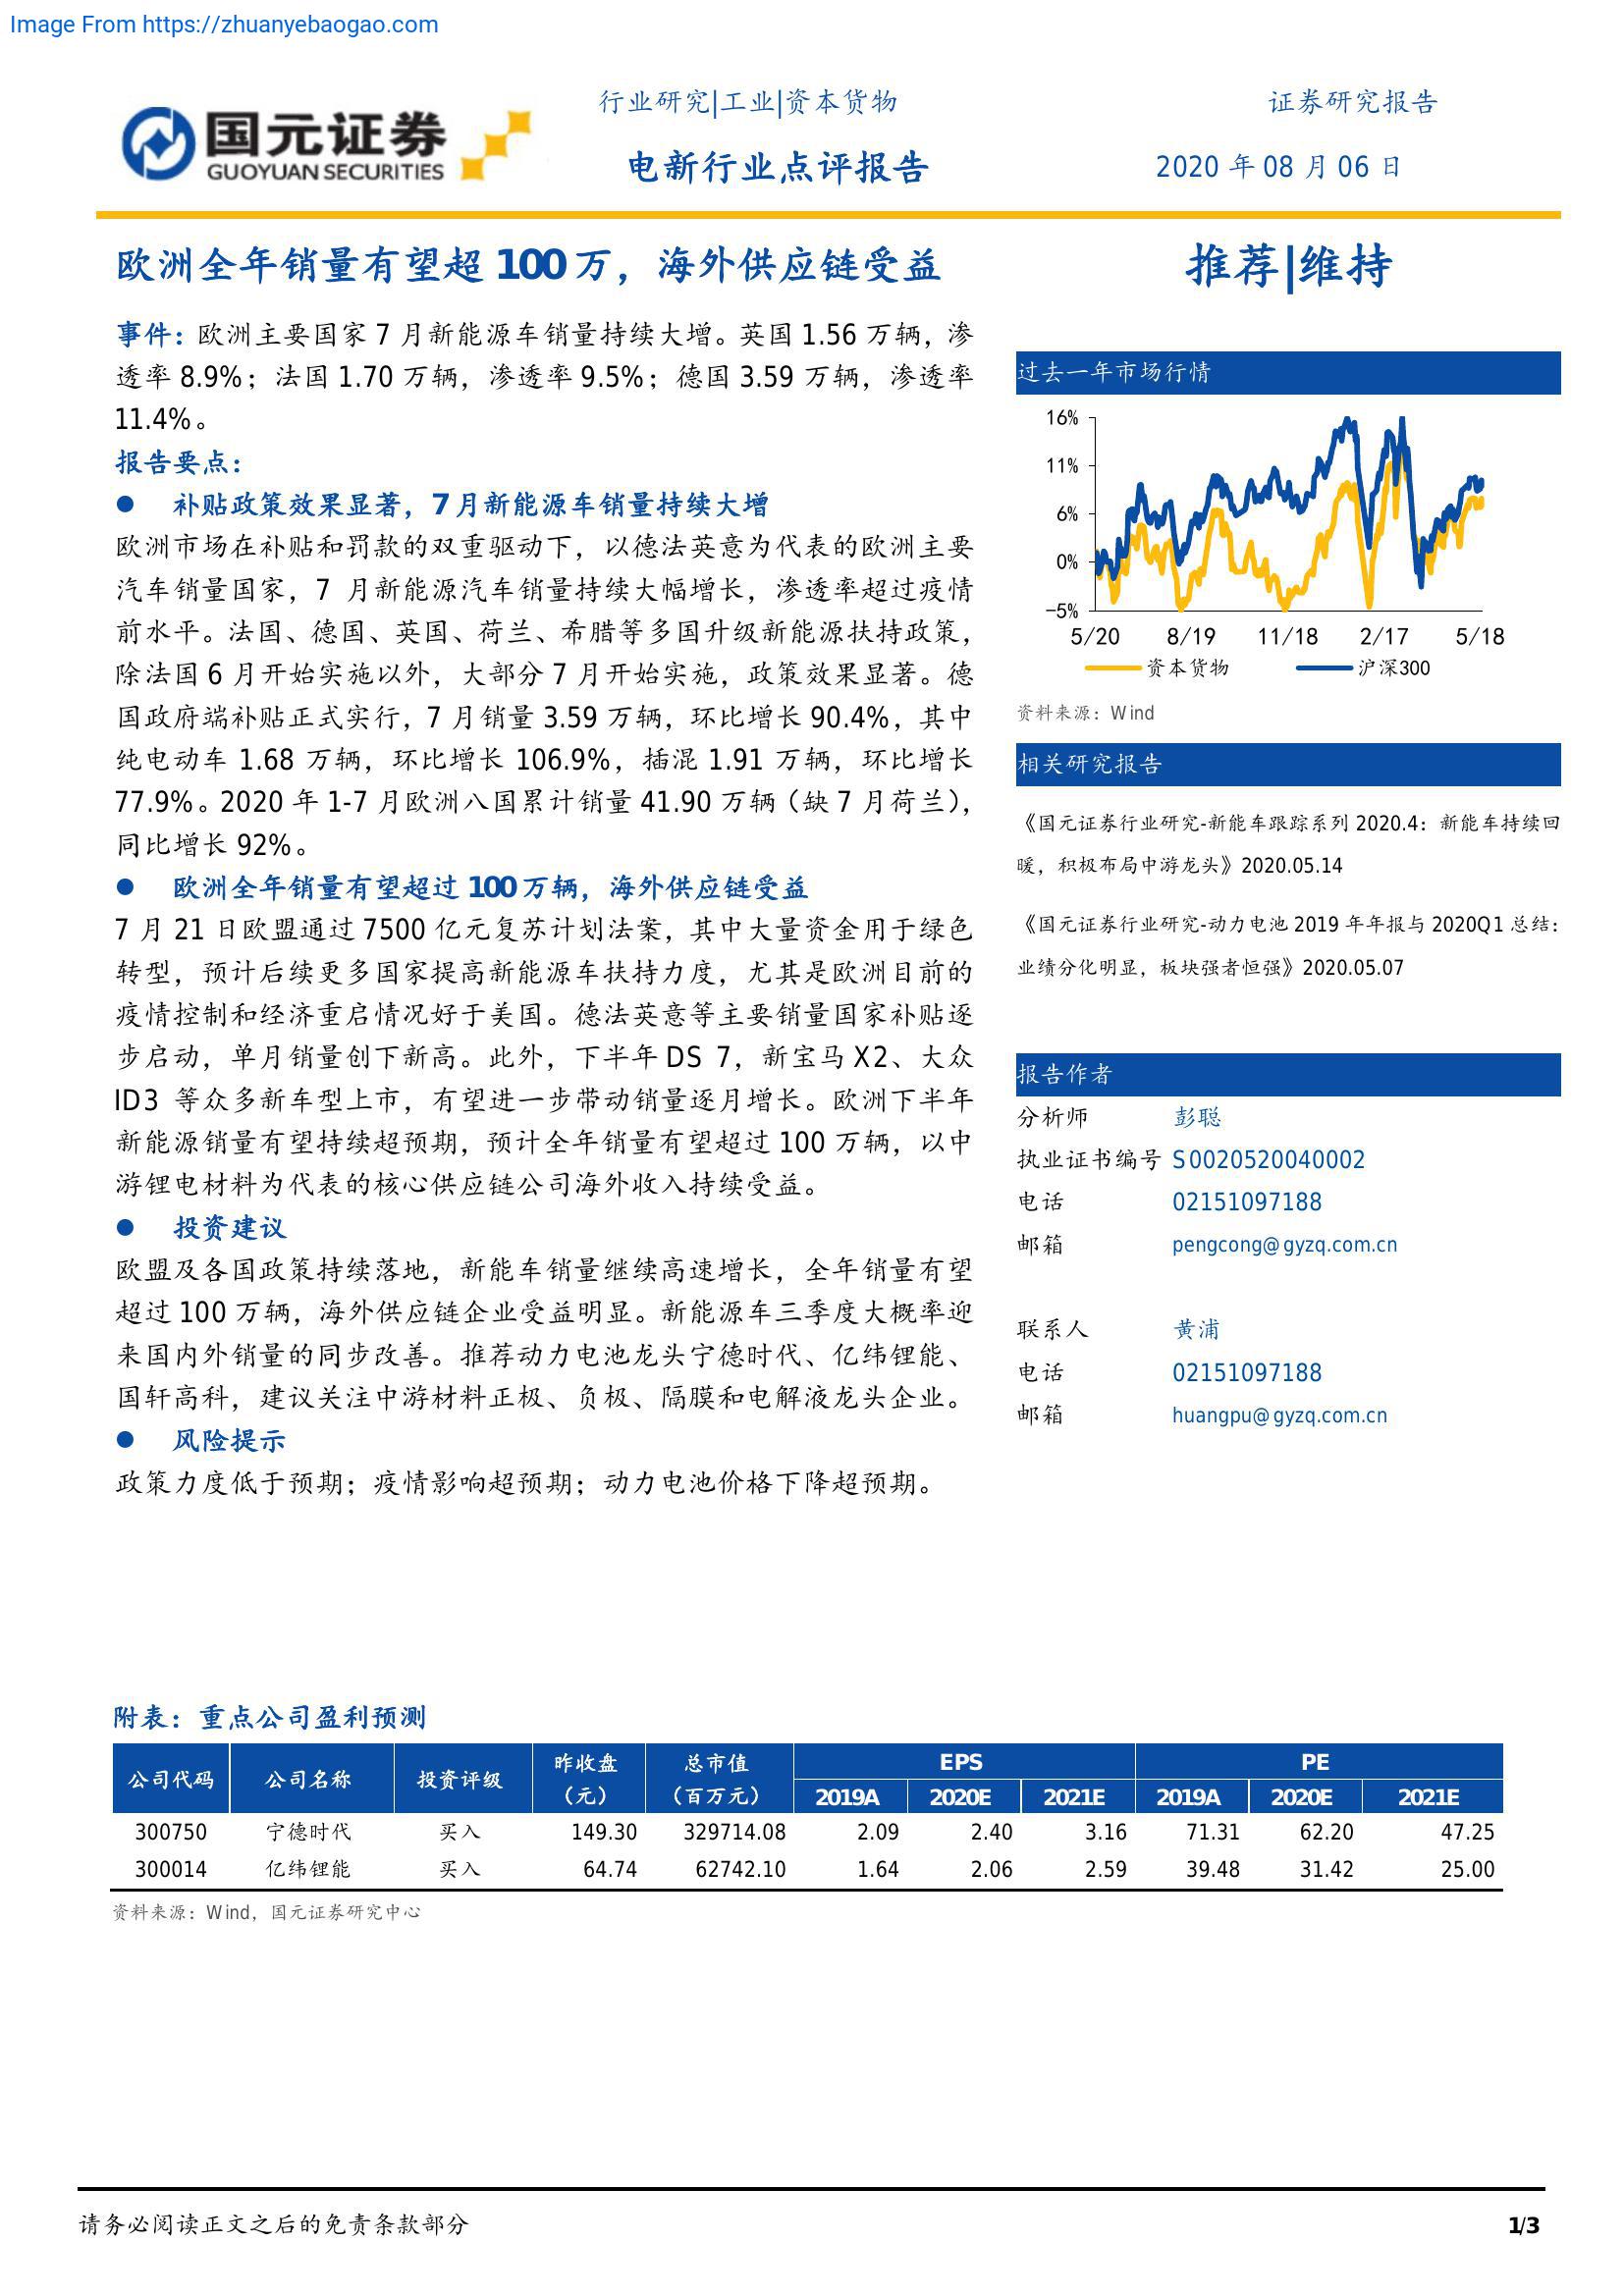 Image From https://zhuanyebaogao.com
国元证券
GUOYUAN SECURITIES
行业研究|工业|资本货物
证券研究报告
电新行业点评报告
2020 年 08 月 06 日
欧洲全年销量有望超 100 万，海外供应链受益
推荐|维持
事件：欧洲主要国家 7 月新能源车销量持续大增。英国 1.56 万辆，渗
透率 8.9%；法国 1.70 万辆，渗透率 9.5%；德国 3.59 万辆，渗透率
11.4%。
报告要点：
● 补贴政策效果显著，7 月新能源车销量持续大增
欧洲市场在补贴和罚款的双重驱动下，以德法英意为代表的欧洲主要
汽车销量国家，7 月新能源汽车销量持续大幅增长，渗透率超过疫情
前水平。法国、德国、英国、荷兰、希腊等多国升级新能源扶持政策，
除法国 6 月开始实施以外，大部分 7 月开始实施，政策效果显著。德
国政府端补贴正式实行，7 月销量 3.59 万辆，环比增长 90.4%，其中
纯电动车 1.68 万辆，环比增长 106.9%，插混 1.91 万辆，环比增长
77.9%。2020 年 1-7 月欧洲八国累计销量 41.90 万辆（缺 7 月荷兰），
同比增长 92%。
● 欧洲全年销量有望超过 100 万辆，海外供应链受益
7 月 21 日欧盟通过 7500 亿元复苏计划法案，其中大量资金用于绿色
转型，预计后续更多国家提高新能源车扶持力度，尤其是欧洲目前的
疫情控制和经济重启情况好于美国。德法英意等主要销量国家补贴逐
步启动，单月销量创下新高。此外，下半年 DS 7，新宝马 X2、大众
ID3 等众多新车型上市，有望进一步带动销量逐月增长。欧洲下半年
新能源销量有望持续超预期，预计全年销量有望超过 100 万辆，以中
游锂电材料为代表的核心供应链公司海外收入持续受益。
● 投资建议
欧盟及各国政策持续落地，新能车销量继续高速增长，全年销量有望
超过 100 万辆，海外供应链企业受益明显。新能源车三季度大概率迎
来国内外销量的同步改善。推荐动力电池龙头宁德时代、亿纬锂能、
国轩高科，建议关注中游材料正极、负极、隔膜和电解液龙头企业。
● 风险提示
政策力度低于预期；疫情影响超预期；动力电池价格下降超预期。
过去一年市场行情
16%
11%
6%
0%
-5%
5/20 8/19 11/18 2/17 5/18
资本货物 沪深300
资料来源：Wind
相关研究报告
《国元证券行业研究-新能车跟踪系列 2020.4：新能车持续回
暖，积极布局中游龙头》2020.05.14
《国元证券行业研究-动力电池 2019 年年报与 2020Q1 总结：
业绩分化明显，板块强者恒强》2020.05.07
报告作者
分析师 彭聪
执业证书编号 S0020520040002
电话 02151097188
邮箱 pengcong@gyzq.com.cn
联系人 黄浦
电话 02151097188
邮箱 huangpu@gyzq.com.cn
附表：重点公司盈利预测
公司代码 公司名称 投资评级 昨收盘（元） 总市值（百万元） EPS PE
2019A 2020E 2021E 2019A 2020E 2021E
300750 宁德时代 买入 149.30 329714.08 2.09 2.40 3.16 71.31 62.20 47.25
300014 亿纬锂能 买入 64.74 62742.10 1.64 2.06 2.59 39.48 31.42 25.00
资料来源：Wind，国元证券研究中心
请务必阅读正文之后的免责条款部分
1/3